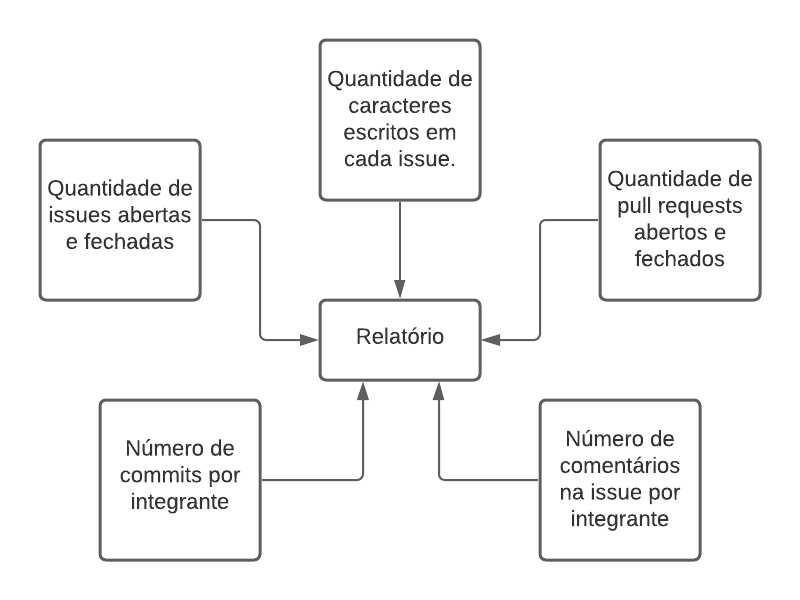 Quantidade de
caracteres
escritos em
cada issue.
Quantidade de
issues abertas
e fechadas
Quantidade de
pull requests
abertos e
fechados
Relatório
Número de
commits por
integrante
Número de
comentários
na issue por
integrante